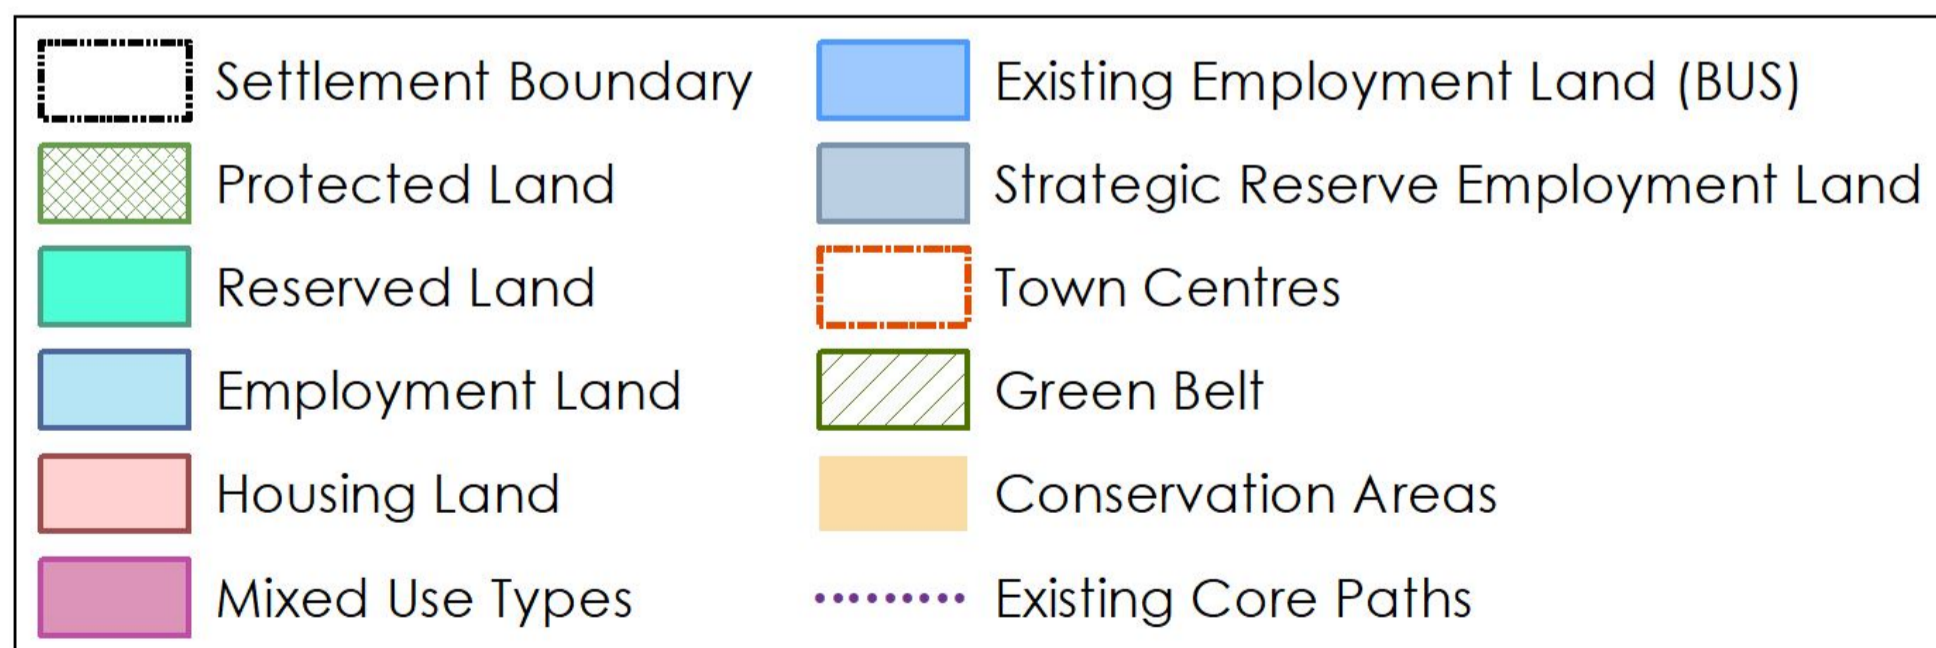 Settlement Boundary
Protected Land
Reserved Land
Employment Land
Housing Land
Mixed Use Types
Existing Employment Land (BUS)
Strategic Reserve Employment Land
Town Centres
Green Belt
Conservation Areas
Existing Core Paths